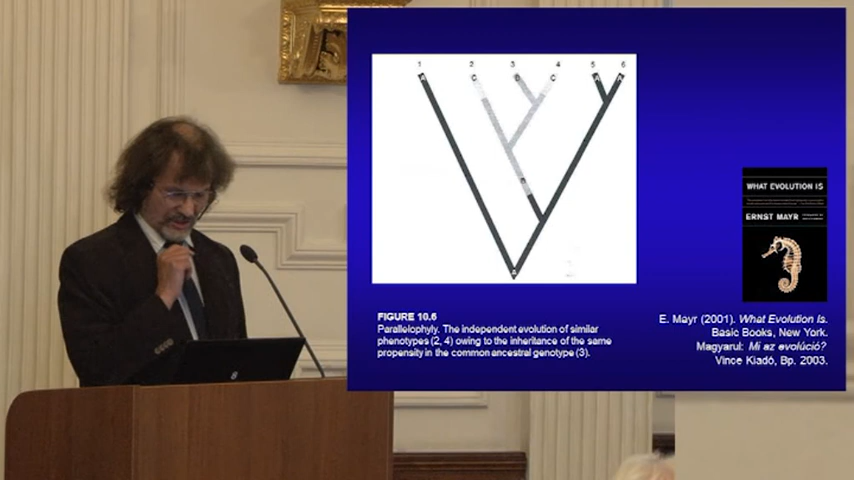 1 2 3 4 5 6
A C C A A
FIGURE 10.6
Parallelophyly. The independent evolution of similar
phenotypes (2, 4) owing to the inheritance of the same
propensity in the common ancestral genotype (3).
WHAT EVOLUTION IS
ERNST MAYR
E. Mayr (2001). What Evolution Is.
Basic Books, New York.
Magyarul: Mi az evolúció?
Vince Kiadó, Bp. 2003.